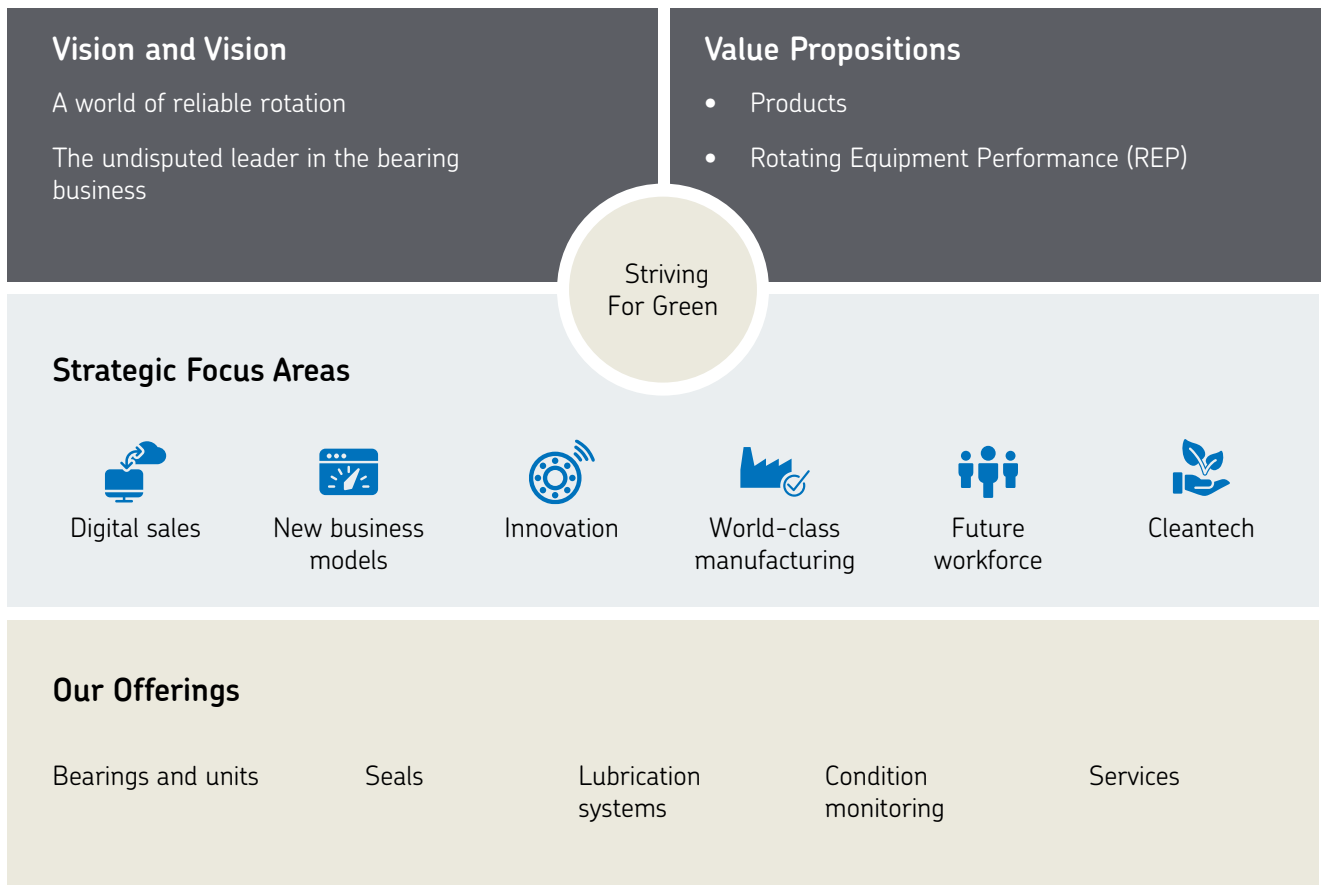 Vision and Vision
A world of reliable rotation
The undisputed leader in the bearing
business
Value Propositions
• Products
• Rotating Equipment Performance (REP)
Striving
For Green
Strategic Focus Areas
Digital sales
New business
models
Innovation
World-class
manufacturing
Future
workforce
Cleantech
Our Offerings
Bearings and units
Seals
Lubrication
systems
Condition
monitoring
Services